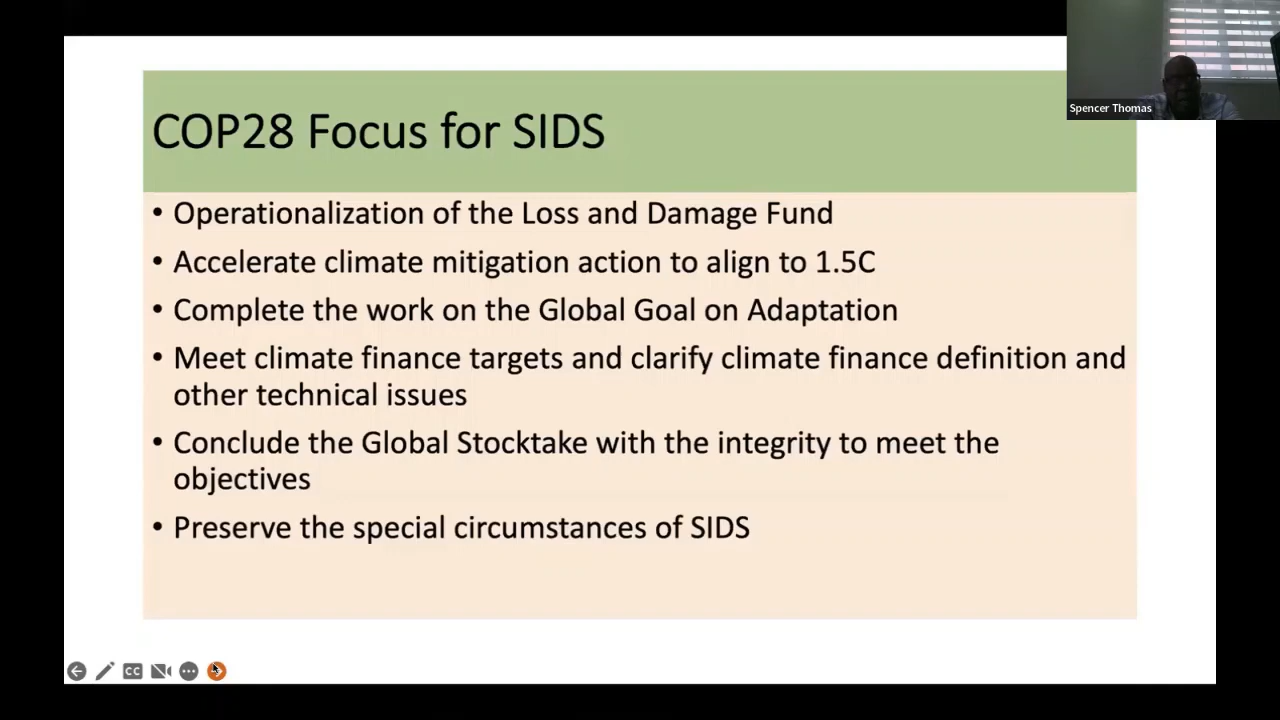 COP28 Focus for SIDS
Spencer Thomas
• Operationalization of the Loss and Damage Fund
• Accelerate climate mitigation action to align to 1.5C
• Complete the work on the Global Goal on Adaptation
• Meet climate finance targets and clarify climate finance definition and
other technical issues
• Conclude the Global Stocktake with the integrity to meet the
objectives
• Preserve the special circumstances of SIDS
CC